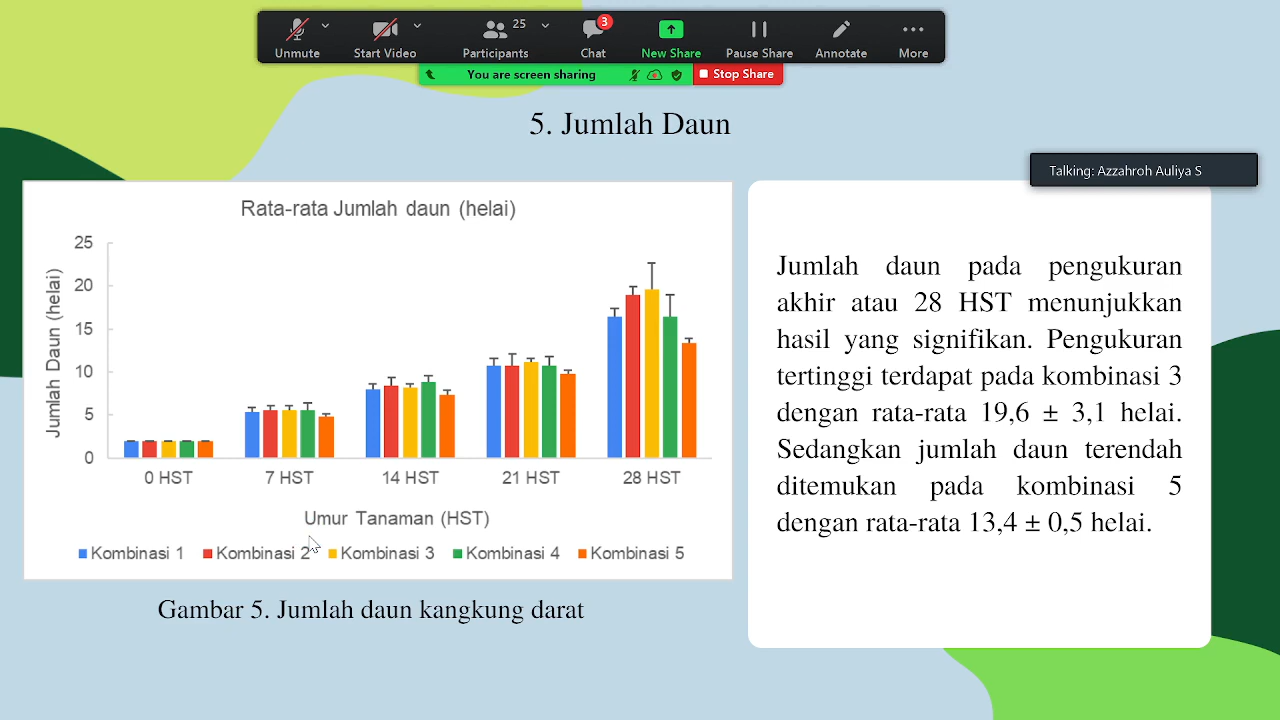 Unmute
Start Video
Participants
25
Chat
3
New Share
Pause Share
Annotate
More
You are screen sharing
Stop Share
5. Jumlah Daun
Talking: Azzahroh Auliya S
Rata-rata Jumlah daun (helai)
Jumlah Daun (helai)
25
20
15
10
5
0
0 HST
7 HST
14 HST
21 HST
28 HST
Umur Tanaman (HST)
Kombinasi 1
Kombinasi 2
Kombinasi 3
Kombinasi 4
Kombinasi 5
Gambar 5. Jumlah daun kangkung darat
Jumlah daun pada pengukuran
akhir atau 28 HST menunjukkan
hasil yang signifikan. Pengukuran
tertinggi terdapat pada kombinasi 3
dengan rata-rata 19,6 ± 3,1 helai.
Sedangkan jumlah daun terendah
ditemukan pada kombinasi 5
dengan rata-rata 13,4 ± 0,5 helai.